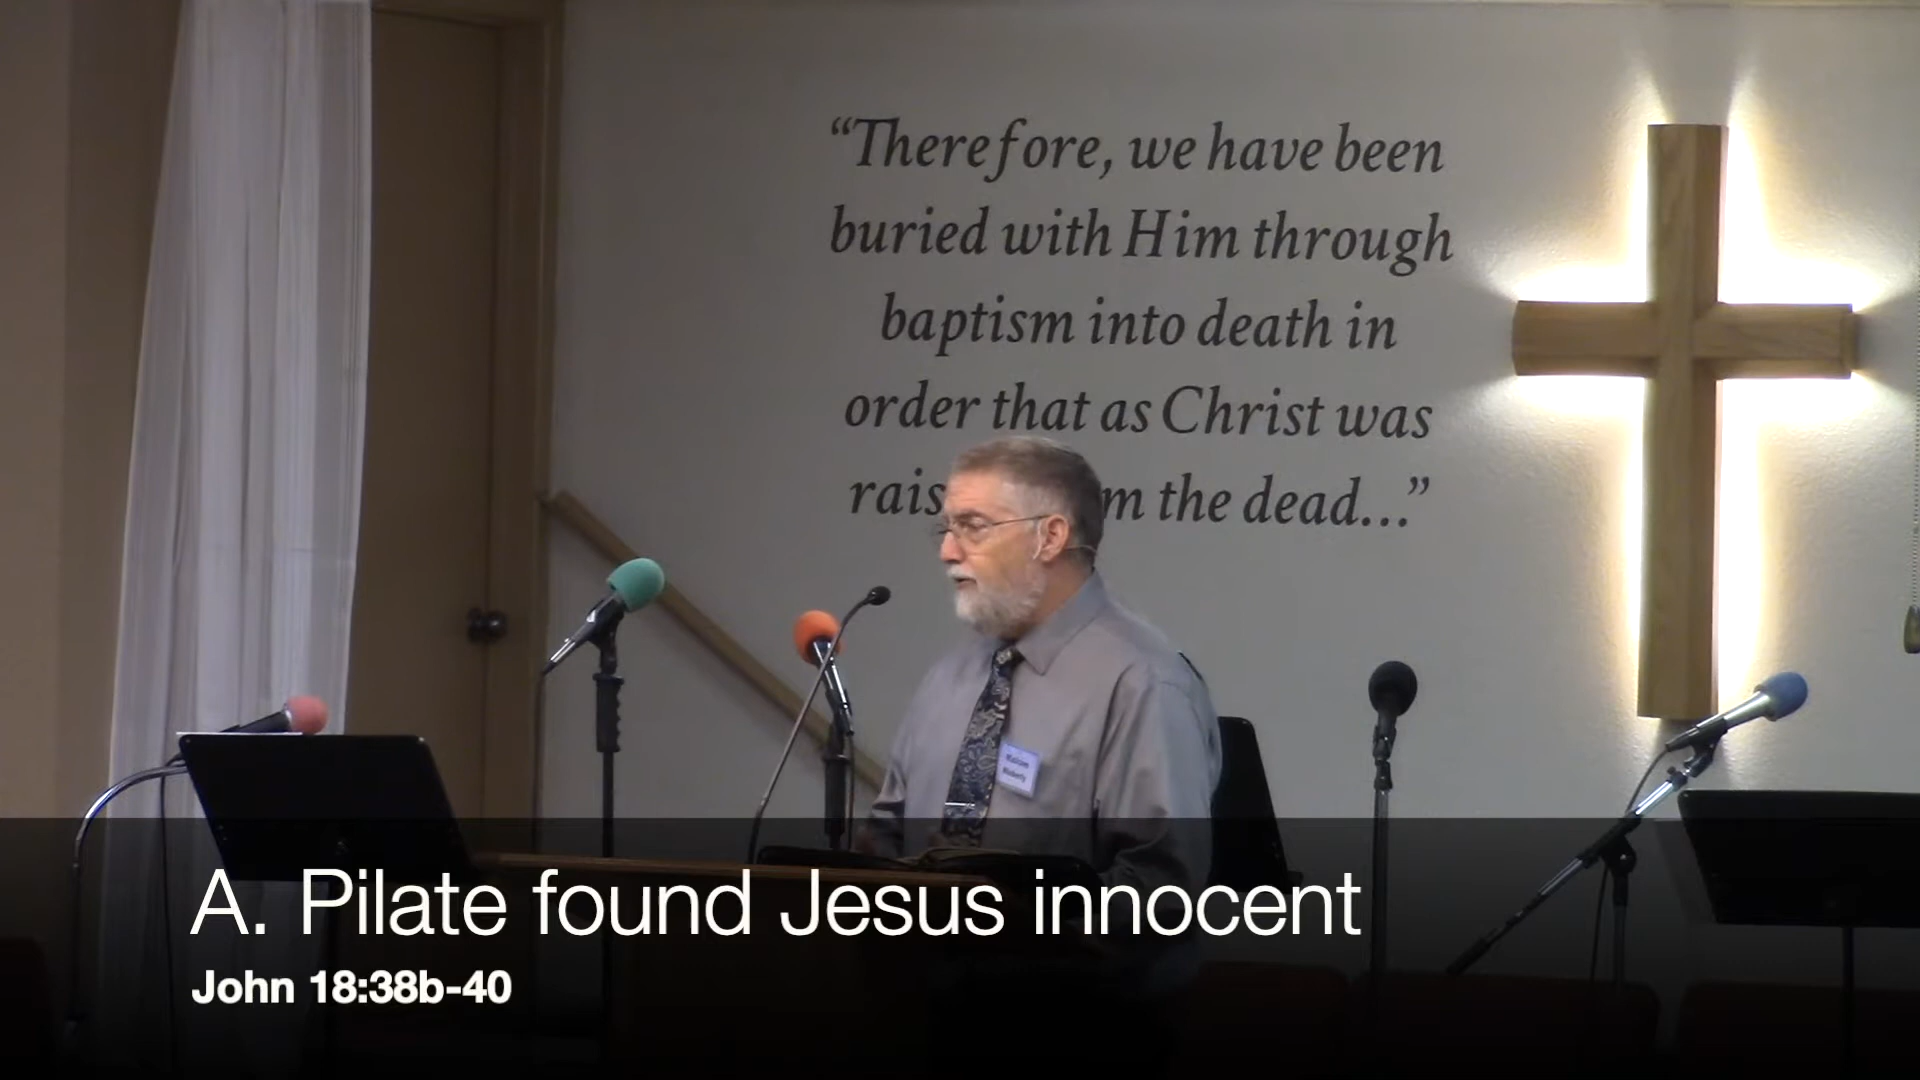 “Therefore, we have been
buried with Him through
baptism into death in
order that as Christ was
rais m the dead...”
A. Pilate found Jesus innocent
John 18:38b-40